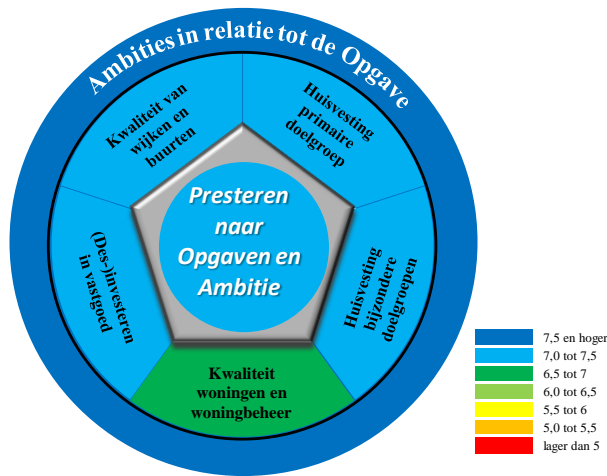 Ambities in relatie tot de Opgave
Kwaliteit van
wijken en
buurten
Huisvesting
primaire
doelgroep
Presteren
naar
Opgaven en
Ambitie
(Des-)investeren
in vastgoed
Huisvesting
bijzondere
doelgroepen
Kwaliteit
woningen en
woningbeheer
7,5 en hoger
7,0 tot 7,5
6,5 tot 7
6,0 tot 6,5
5,5 tot 6
5,0 tot 5,5
lager dan 5